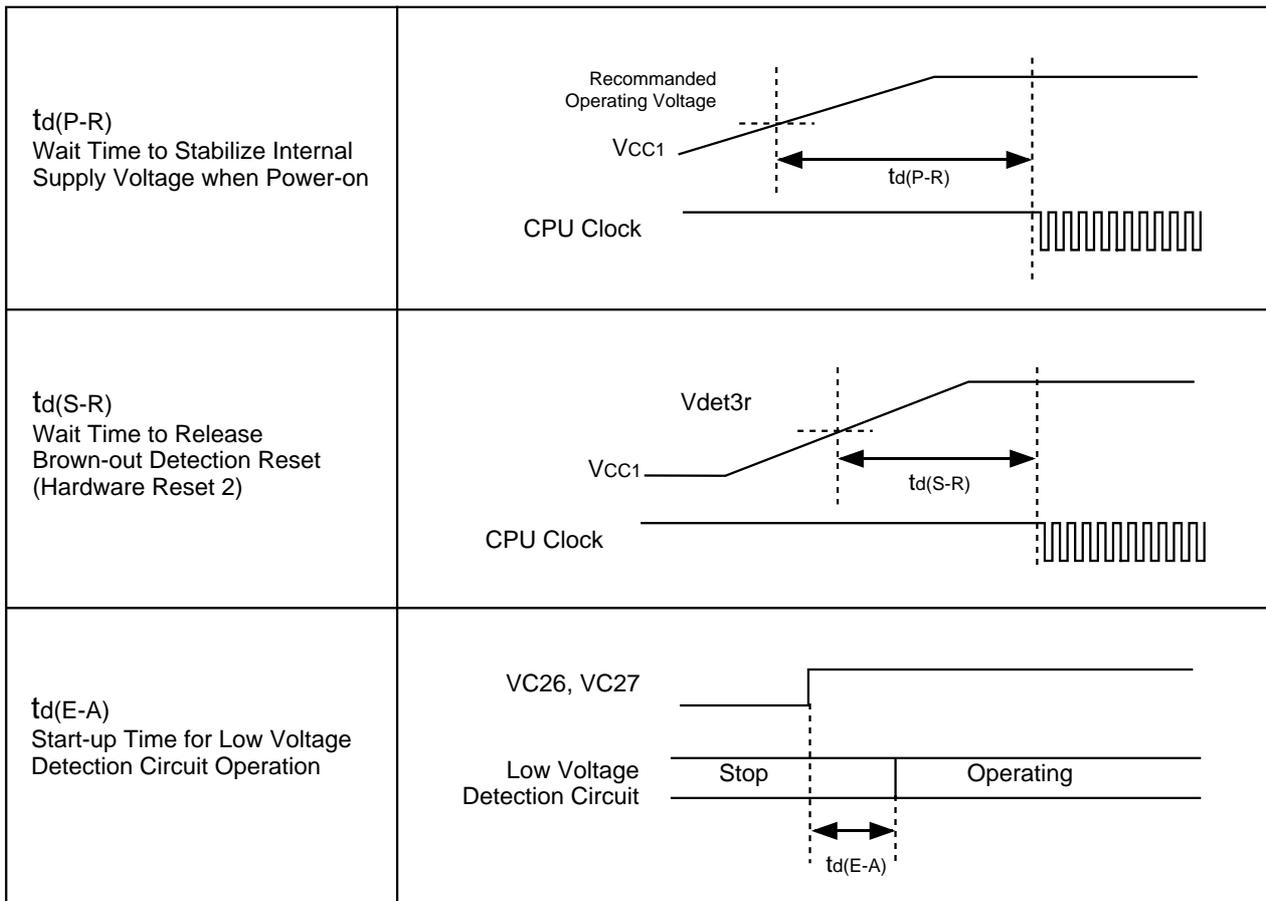 td(P-R)
Wait Time to Stabilize Internal
Supply Voltage when Power-on
Recommanded
Operating Voltage
VCC1
td(P-R)
CPU Clock
td(S-R)
Wait Time to Release
Brown-out Detection Reset
(Hardware Reset 2)
Vdet3r
VCC1
td(S-R)
CPU Clock
td(E-A)
Start-up Time for Low Voltage
Detection Circuit Operation
VC26, VC27
Low Voltage
Detection Circuit
Stop
Operating
td(E-A)